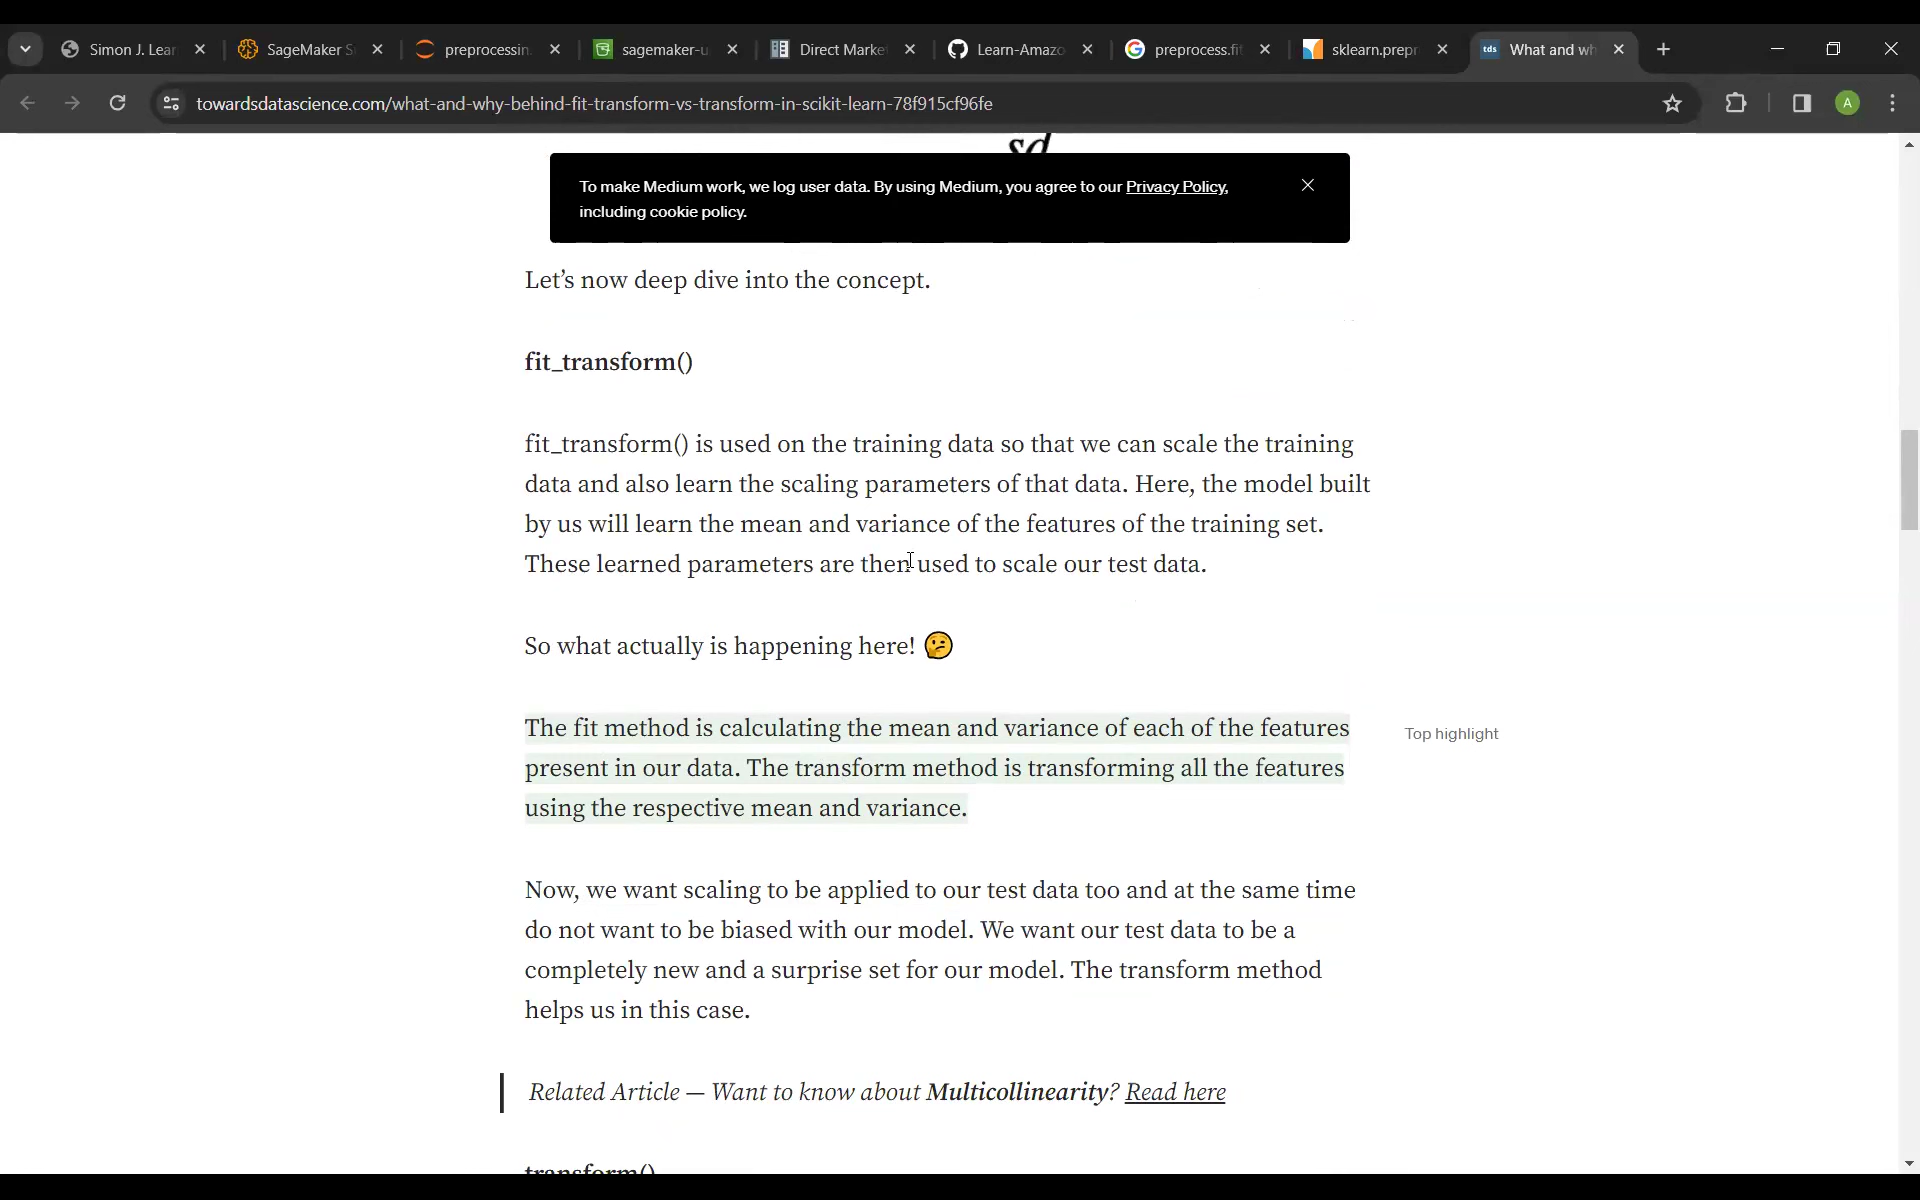 Simon J. Lear
SageMaker S
preprocessin
sagemaker-u
Direct Marke
Learn-Amazo
preprocess.fi
sklearn.prepr
tds What and wh
towardsdatascience.com/what-and-why-behind-fit-transform-vs-transform-in-scikit-learn-78f915cf96fe
A
sd
To make Medium work, we log user data. By using Medium, you agree to our Privacy Policy,
including cookie policy.
Let’s now deep dive into the concept.
fit_transform()
fit_transform() is used on the training data so that we can scale the training
data and also learn the scaling parameters of that data. Here, the model built
by us will learn the mean and variance of the features of the training set.
These learned parameters are then used to scale our test data.
So what actually is happening here! 🤔
The fit method is calculating the mean and variance of each of the features
present in our data. The transform method is transforming all the features
using the respective mean and variance.
Top highlight
Now, we want scaling to be applied to our test data too and at the same time
do not want to be biased with our model. We want our test data to be a
completely new and a surprise set for our model. The transform method
helps us in this case.
Related Article — Want to know about Multicollinearity? Read here
transform()